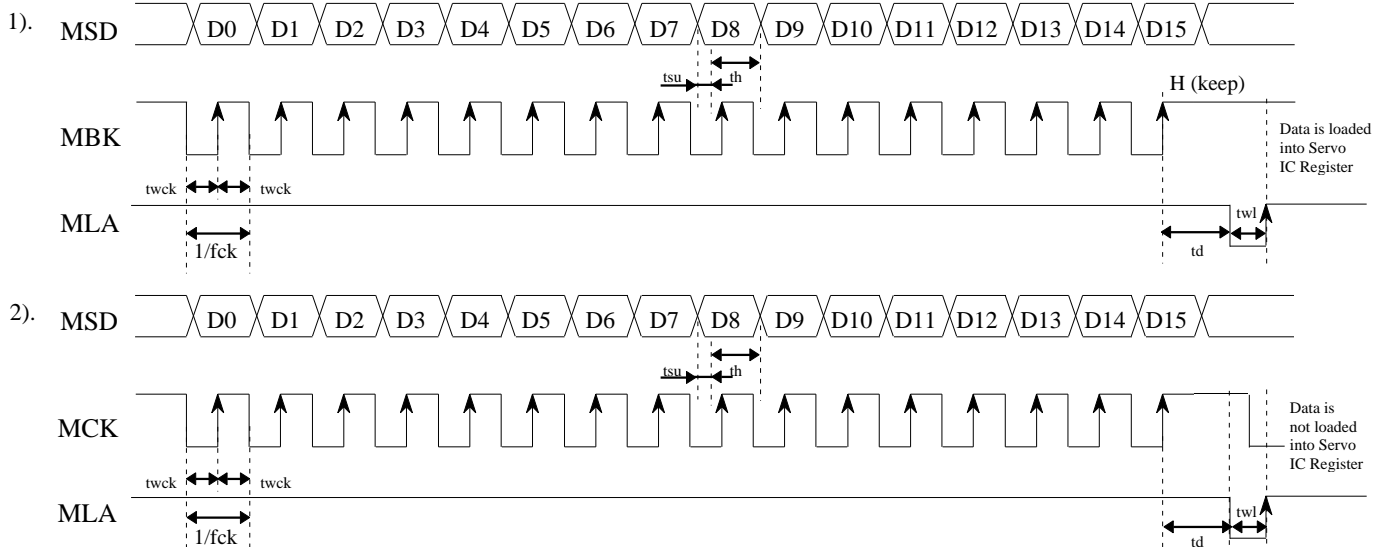 1).
MSD D0 D1 D2 D3 D4 D5 D6 D7 D8 D9 D10 D11 D12 D13 D14 D15
tsu th
H (keep)
MBK
Data is loaded
into Servo
IC Register
twck twck
MLA
twl
1/fck
td
2).
MSD D0 D1 D2 D3 D4 D5 D6 D7 D8 D9 D10 D11 D12 D13 D14 D15
tsu th
MCK
Data is
not loaded
into Servo
IC Register
twck twck
MLA
twl
1/fck
td